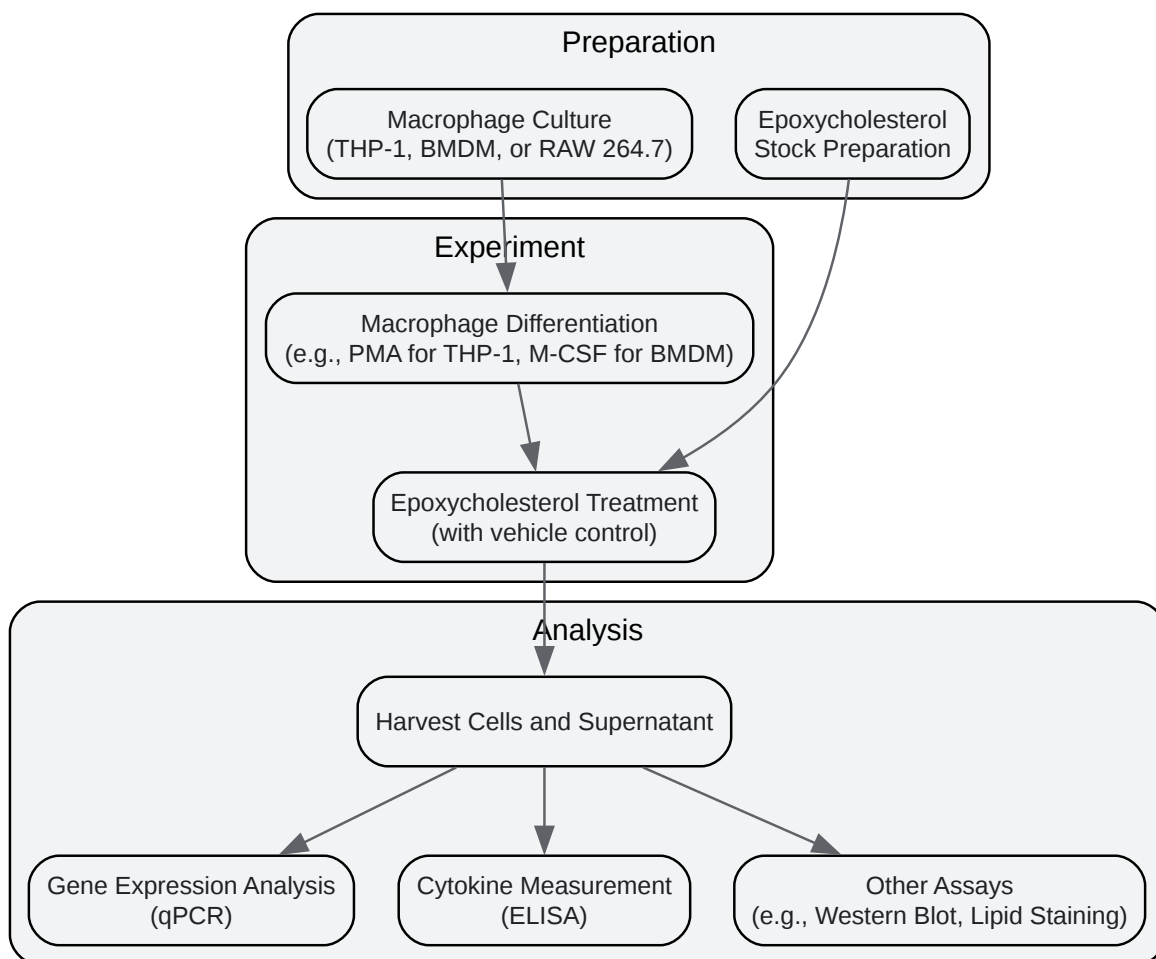 Preparation
Macrophage Culture
(THP-1, BMDM, or RAW 264.7)
Epoxycholesterol
Stock Preparation
Experiment
Macrophage Differentiation
(e.g., PMA for THP-1, M-CSF for BMDM)
Epoxycholesterol Treatment
(with vehicle control)
Analysis
Harvest Cells and Supernatant
Gene Expression Analysis
(qPCR)
Cytokine Measurement
(ELISA)
Other Assays
(e.g., Western Blot, Lipid Staining)